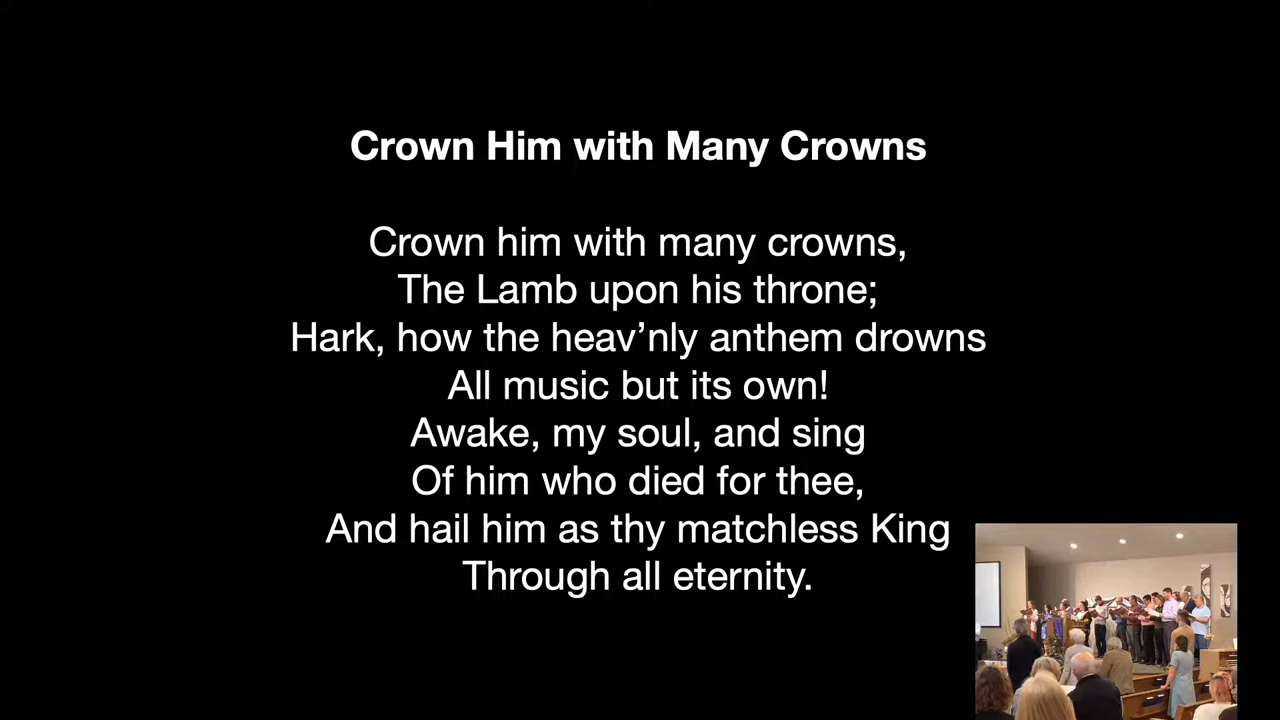 Crown Him with Many Crowns
Crown him with many crowns,
The Lamb upon his throne;
Hark, how the heav’nly anthem drowns
All music but its own!
Awake, my soul, and sing
Of him who died for thee,
And hail him as thy matchless King
Through all eternity.